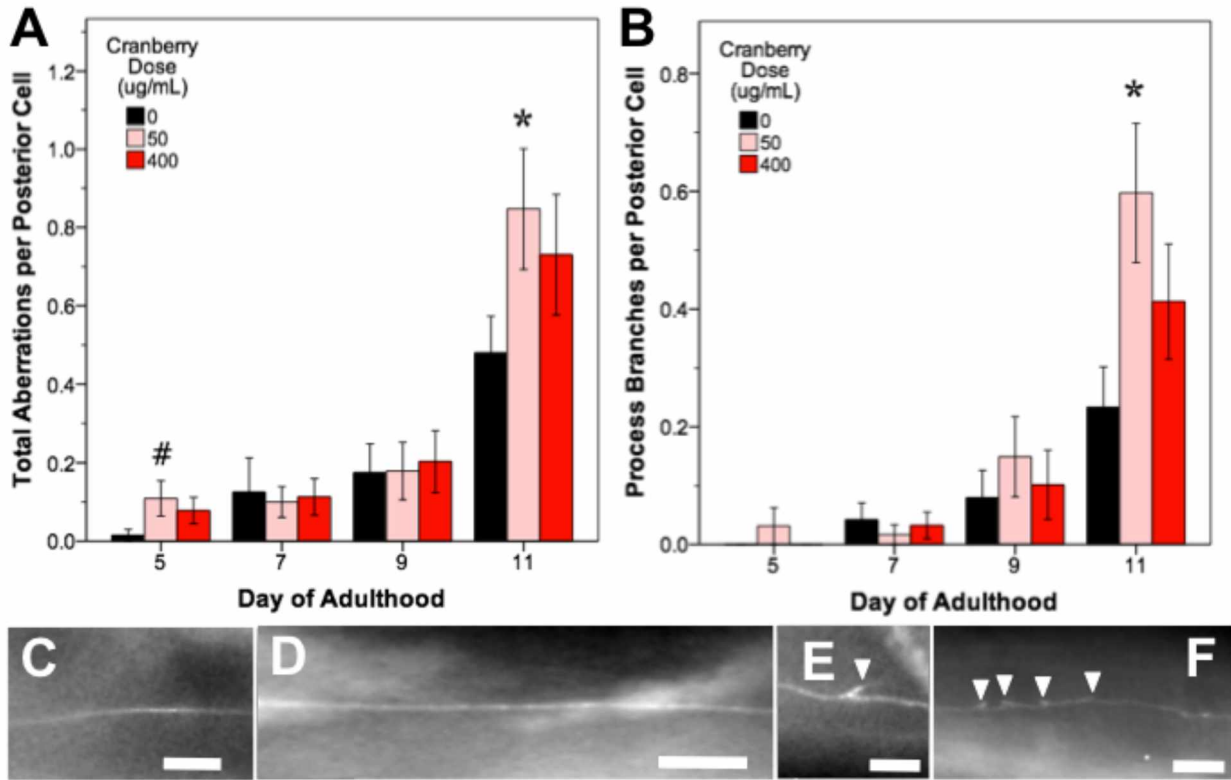 A
Total Aberrations per Posterior Cell
Cranberry
Dose
(ug/mL)
0
50
400
1.2
1.0
0.8
0.6
0.4
0.2
0.0
#
*
5 7 9 11
Day of Adulthood
B
Process Branches per Posterior Cell
Cranberry
Dose
(ug/mL)
0
50
400
0.8
0.6
0.4
0.2
0.0
*
5 7 9 11
Day of Adulthood
C D E F